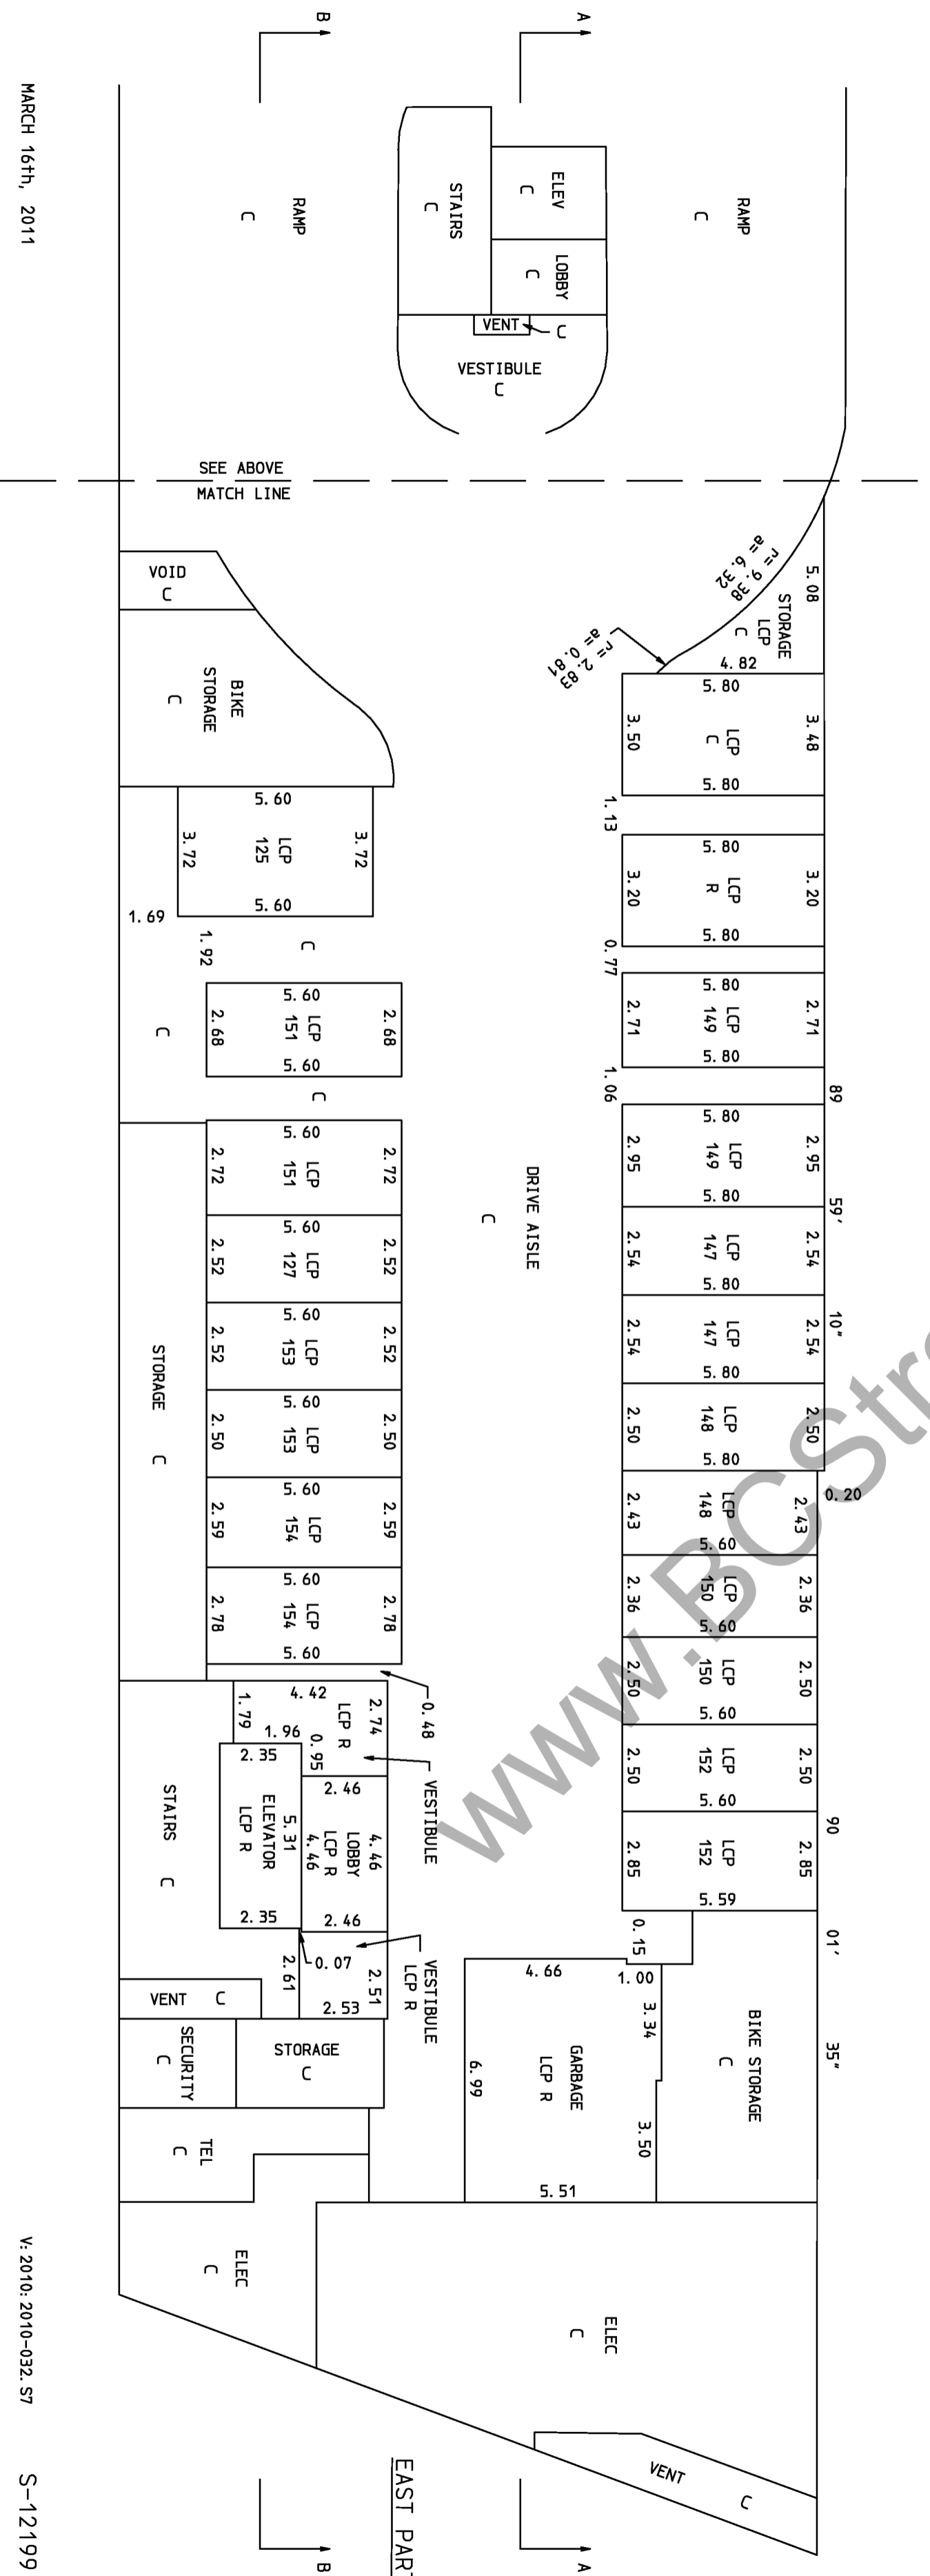 B
A
MARCH 16th, 2011
RAMP
C
STAIRS
C
ELEV
C
LOBBY
C
VENT
C
VESTIBULE
C
RAMP
C
SEE ABOVE
MATCH LINE
VOID
C
BIKE
STORAGE
C
r= 9.38
a= 6.32
r= 2.83
a= 0.81
5.08
STORAGE
LCP
C
4.82
5.80
3.48
LCP
C
3.50
5.80
1.13
5.80
3.20
LCP
R
3.20
5.80
0.77
5.80
2.71
LCP
149
2.71
5.80
1.06
89
5.80
2.95
LCP
149
2.95
5.80
59'
2.54
LCP
147
2.54
5.80
10"
2.54
LCP
147
2.54
5.80
2.50
LCP
148
2.50
5.80
0.20
2.43
LCP
148
2.43
5.60
2.36
LCP
150
2.36
5.60
2.50
LCP
150
2.50
5.60
2.50
LCP
152
2.50
5.60
90
2.85
LCP
152
2.85
5.59
01'
35"
DRIVE AISLE
C
5.60
3.72
LCP
125
3.72
5.60
1.69
1.92
C
C
5.60
2.68
LCP
151
2.68
5.60
C
5.60
2.72
LCP
151
2.72
5.60
2.52
LCP
127
2.52
5.60
2.52
LCP
153
2.52
5.60
2.50
LCP
153
2.50
5.60
2.59
LCP
154
2.59
5.60
2.78
LCP
154
2.78
5.60
STORAGE C
0.48
4.42
2.74
LCP R
1.79
1.96
0.95
VESTIBULE
2.35
5.31
ELEVATOR
LCP R
2.35
2.46
4.46
LOBBY
LCP R
4.46
2.46
STAIRS C
0.07
2.61
2.51
2.53
VESTIBULE
LCP R
VENT C
SECURITY
C
STORAGE
C
TEL
C
0.15
4.66
1.00
3.34
GARBAGE
LCP R
6.99
3.50
5.51
BIKE STORAGE
C
ELEC
C
ELEC
C
VENT C
EAST PART
B
A
V: 2010: 2010-032. S7
S-12199
www.BCStr